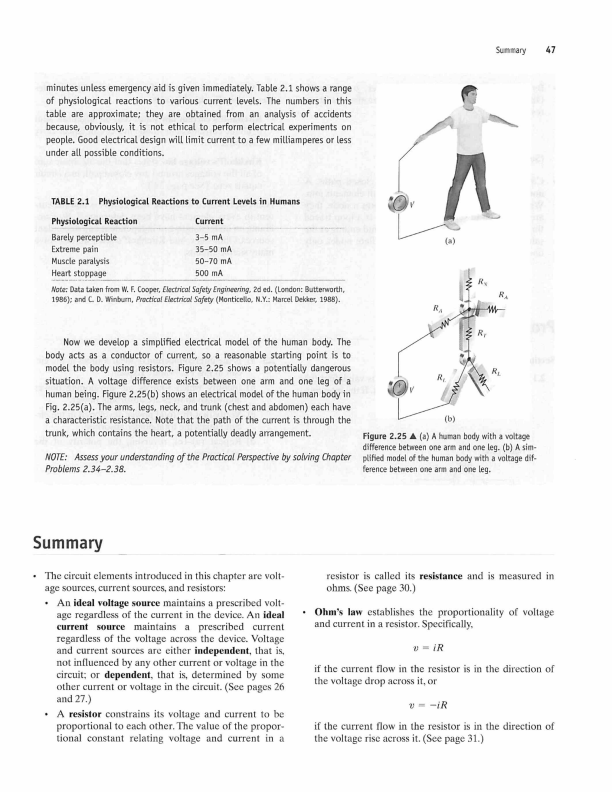 Summary 47
minutes unless emergency aid is given immediately. Table 2.1 shows a range
of physiological reactions to various current levels. The numbers in this
table are approximate; they are obtained from an analysis of accidents
because, obviously, it is not ethical to perform electrical experiments on
people. Good electrical design will limit current to a few milliamperes or less
under all possible conditions.
TABLE 2.1 Physiological Reactions to Current Levels in Humans
Physiological Reaction Current
Barely perceptible 3–5 mA
Extreme pain 35–50 mA
Muscle paralysis 50–70 mA
Heart stoppage 500 mA
Note: Data taken from W. F. Cooper, Electrical Safety Engineering, 2d ed. (London: Butterworth,
1986); and C. D. Winburn, Practical Electrical Safety (Monticello, N.Y.: Marcel Dekker, 1988).
Now we develop a simplified electrical model of the human body. The
body acts as a conductor of current, so a reasonable starting point is to
model the body using resistors. Figure 2.25 shows a potentially dangerous
situation. A voltage difference exists between one arm and one leg of a
human being. Figure 2.25(b) shows an electrical model of the human body in
Fig. 2.25(a). The arms, legs, neck, and trunk (chest and abdomen) each have
a characteristic resistance. Note that the path of the current is through the
trunk, which contains the heart, a potentially deadly arrangement.
NOTE: Assess your understanding of the Practical Perspective by solving Chapter
Problems 2.34–2.38.
V
(a)
R_N
R_A
R_A
R_T
R_L
R_L
V
(b)
Figure 2.25 ▲ (a) A human body with a voltage
difference between one arm and one leg. (b) A sim-
plified model of the human body with a voltage dif-
ference between one arm and one leg.
Summary
• The circuit elements introduced in this chapter are volt-
age sources, current sources, and resistors:
• An ideal voltage source maintains a prescribed volt-
age regardless of the current in the device. An ideal
current source maintains a prescribed current
regardless of the voltage across the device. Voltage
and current sources are either independent, that is,
not influenced by any other current or voltage in the
circuit; or dependent, that is, determined by some
other current or voltage in the circuit. (See pages 26
and 27.)
• A resistor constrains its voltage and current to be
proportional to each other. The value of the propor-
tional constant relating voltage and current in a
resistor is called its resistance and is measured in
ohms. (See page 30.)
• Ohm's law establishes the proportionality of voltage
and current in a resistor. Specifically,
v = iR
if the current flow in the resistor is in the direction of
the voltage drop across it, or
v = −iR
if the current flow in the resistor is in the direction of
the voltage rise across it. (See page 31.)